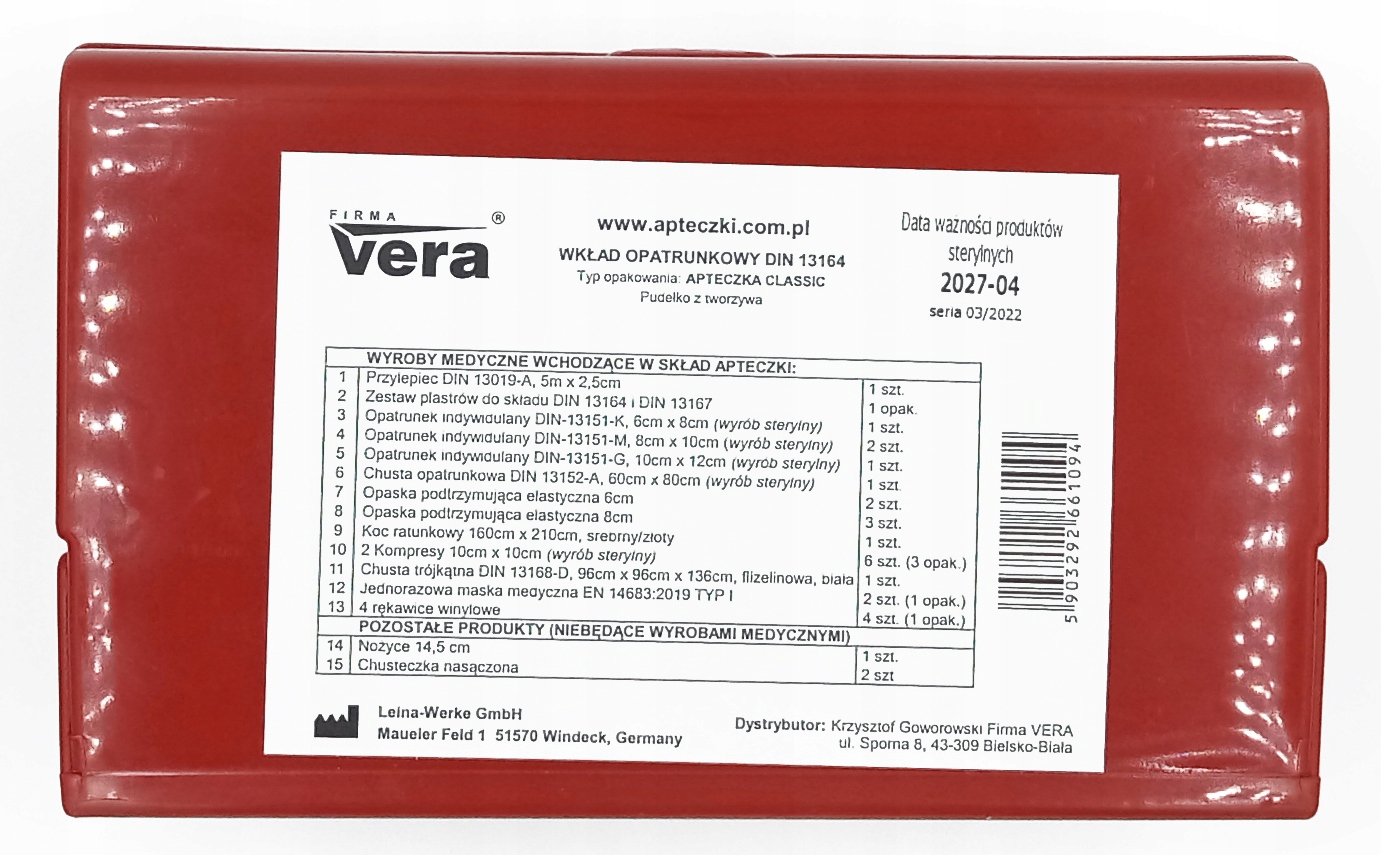 FIRMA
vera ®
www.apteczki.com.pl
WKŁAD OPATRUNKOWY DIN 13164
Typ opakowania: APTECZKA CLASSIC
Pudełko z tworzywa
Data ważności produktów
sterylnych
2027-04
seria 03/2022
WYROBY MEDYCZNE WCHODZĄCE W SKŁAD APTECZKI:
1 Przylepiec DIN 13019-A, 5m x 2,5cm 1 szt.
2 Zestaw plastrów do składu DIN 13164 i DIN 13167 1 opak.
3 Opatrunek indywidulany DIN-13151-K, 6cm x 8cm (wyrób sterylny) 1 szt.
4 Opatrunek indywidulany DIN-13151-M, 8cm x 10cm (wyrób sterylny) 2 szt.
5 Opatrunek indywidulany DIN-13151-G, 10cm x 12cm (wyrób sterylny) 1 szt.
6 Chusta opatrunkowa DIN 13152-A, 60cm x 80cm (wyrób sterylny) 1 szt.
7 Opaska podtrzymująca elastyczna 6cm 2 szt.
8 Opaska podtrzymująca elastyczna 8cm 3 szt.
9 Koc ratunkowy 160cm x 210cm, srebrny/złoty 1 szt.
10 2 Kompresy 10cm x 10cm (wyrób sterylny) 6 szt. (3 opak.)
11 Chusta trójkątna DIN 13168-D, 96cm x 96cm x 136cm, flizelinowa, biała 1 szt.
12 Jednorazowa maska medyczna EN 14683:2019 TYP I 2 szt. (1 opak.)
13 4 rękawice winylowe 4 szt. (1 opak.)
POZOSTAŁE PRODUKTY (NIEBĘDĄCE WYROBAMI MEDYCZNYMI)
14 Nożyce 14,5 cm 1 szt.
15 Chusteczka nasączona 2 szt
5 903292 661094
Leina-Werke GmbH
Maueler Feld 1 51570 Windeck, Germany
Dystrybutor: Krzysztof Goworowski Firma VERA
ul. Sporna 8, 43-309 Bielsko-Biała